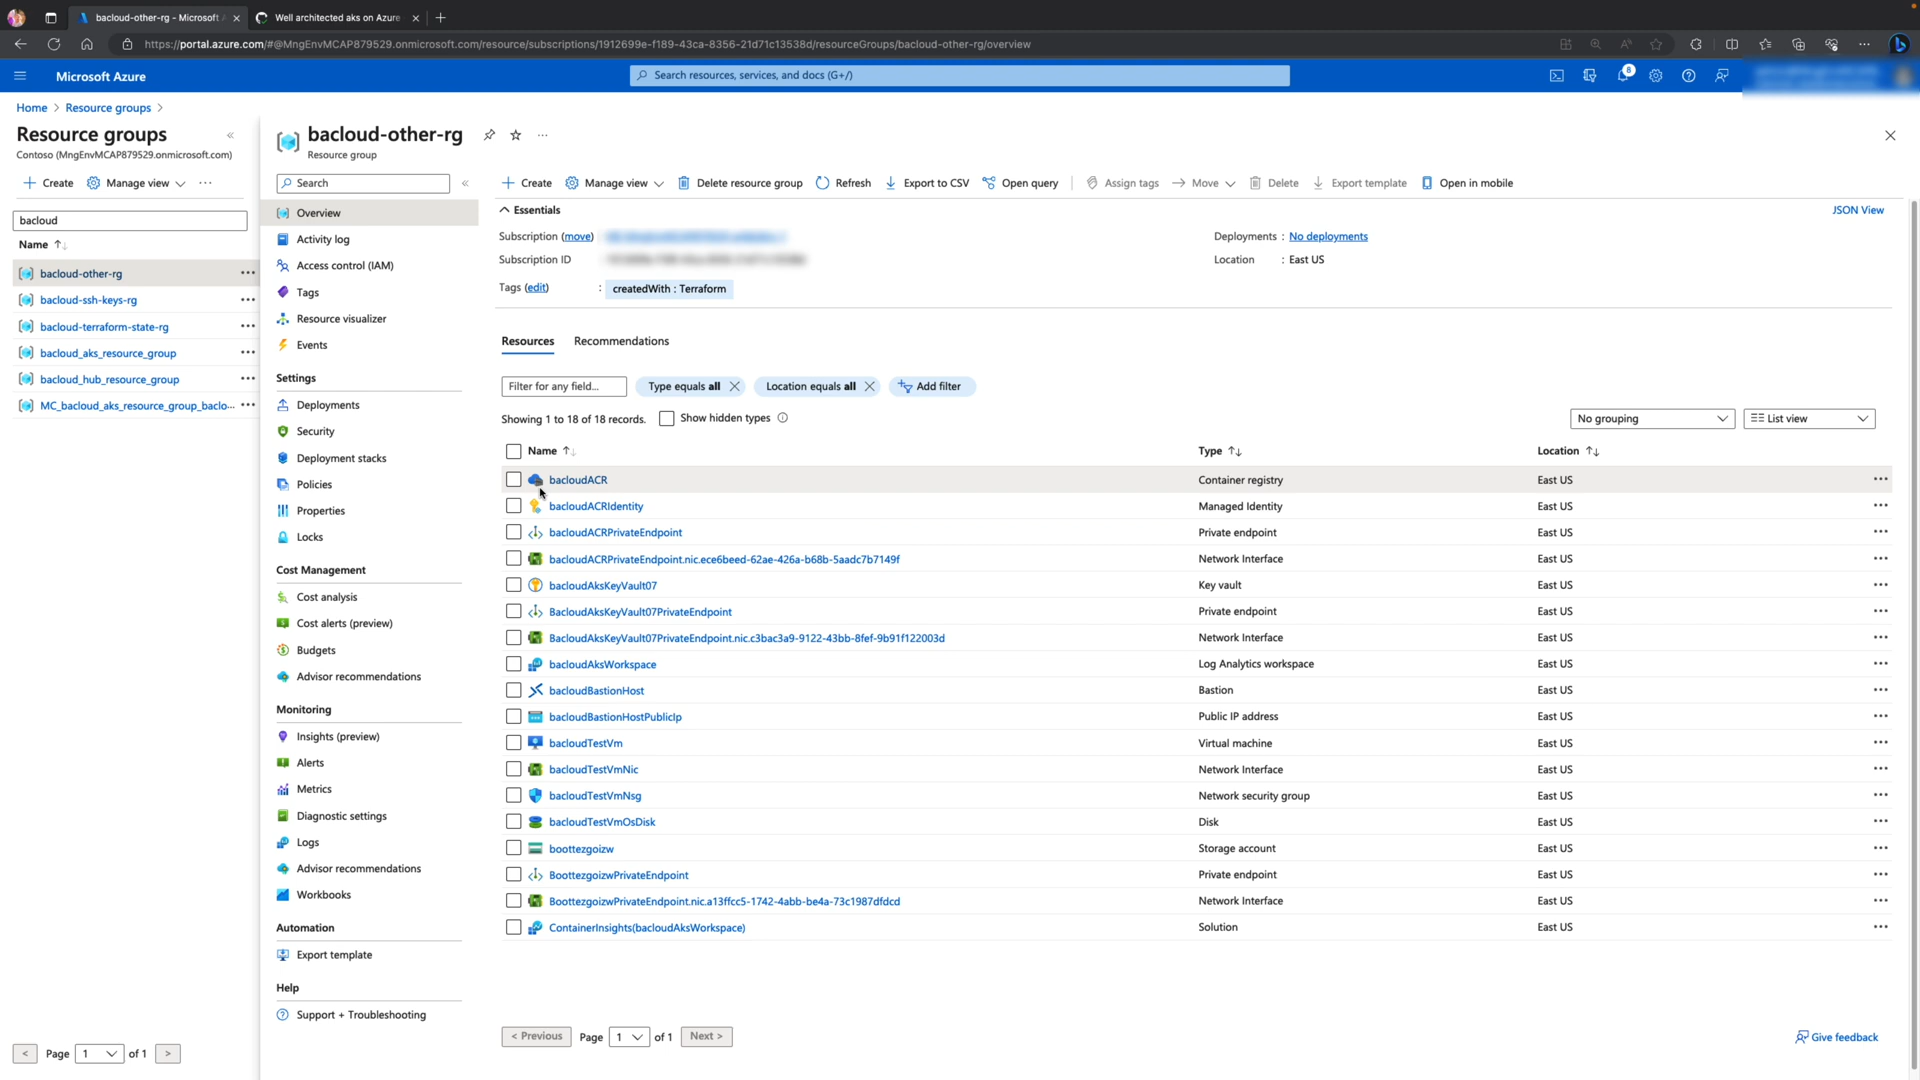 bacloud-other-rg - Microsoft A
Well architected aks on Azure
https://portal.azure.com/#@MngEnvMCAP879529.onmicrosoft.com/resource/subscriptions/1912699e-f189-43ca-8356-21d71c13538d/resourceGroups/bacloud-other-rg/overview
Microsoft Azure
Search resources, services, and docs (G+/)
8
Home > Resource groups >
Resource groups
Contoso (MngEnvMCAP879529.onmicrosoft.com)
Create Manage view ...
bacloud
Name
bacloud-other-rg
bacloud-ssh-keys-rg
bacloud-terraform-state-rg
bacloud_aks_resource_group
bacloud_hub_resource_group
MC_bacloud_aks_resource_group_baclo...
< Page 1 of 1 >
bacloud-other-rg
Resource group
Search
Overview
Activity log
Access control (IAM)
Tags
Resource visualizer
Events
Settings
Deployments
Security
Deployment stacks
Policies
Properties
Locks
Cost Management
Cost analysis
Cost alerts (preview)
Budgets
Advisor recommendations
Monitoring
Insights (preview)
Alerts
Metrics
Diagnostic settings
Logs
Advisor recommendations
Workbooks
Automation
Export template
Help
Support + Troubleshooting
Create Manage view Delete resource group Refresh Export to CSV Open query Assign tags Move Delete Export template Open in mobile
Essentials
JSON View
Subscription (move)
Deployments : No deployments
Subscription ID
Location : East US
Tags (edit) : createdWith : Terraform
Resources Recommendations
Filter for any field... Type equals all Location equals all Add filter
Showing 1 to 18 of 18 records. Show hidden types
No grouping List view
Name Type Location
bacloudACR Container registry East US
bacloudACRIdentity Managed Identity East US
bacloudACRPrivateEndpoint Private endpoint East US
bacloudACRPrivateEndpoint.nic.ece6beed-62ae-426a-b68b-5aadc7b7149f Network Interface East US
bacloudAksKeyVault07 Key vault East US
BacloudAksKeyVault07PrivateEndpoint Private endpoint East US
BacloudAksKeyVault07PrivateEndpoint.nic.c3bac3a9-9122-43bb-8fef-9b91f122003d Network Interface East US
bacloudAksWorkspace Log Analytics workspace East US
bacloudBastionHost Bastion East US
bacloudBastionHostPublicIp Public IP address East US
bacloudTestVm Virtual machine East US
bacloudTestVmNic Network Interface East US
bacloudTestVmNsg Network security group East US
bacloudTestVmOsDisk Disk East US
boottezgoizw Storage account East US
BoottezgoizwPrivateEndpoint Private endpoint East US
BoottezgoizwPrivateEndpoint.nic.a13ffcc5-1742-4abb-be4a-73c1987dfdcd Network Interface East US
ContainerInsights(bacloudAksWorkspace) Solution East US
< Previous Page 1 of 1 Next >
Give feedback